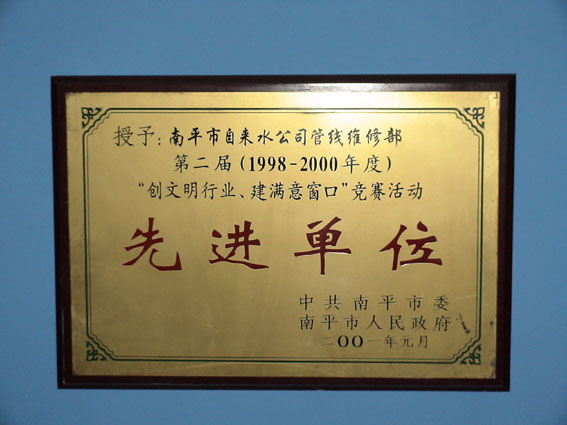 授予：南平市自来水公司管线维修部
第二届(1998-2000年度)
“创文明行业、建满意窗口”竞赛活动
先进单位
中共南平市委
南平市人民政府
二OO一年元月